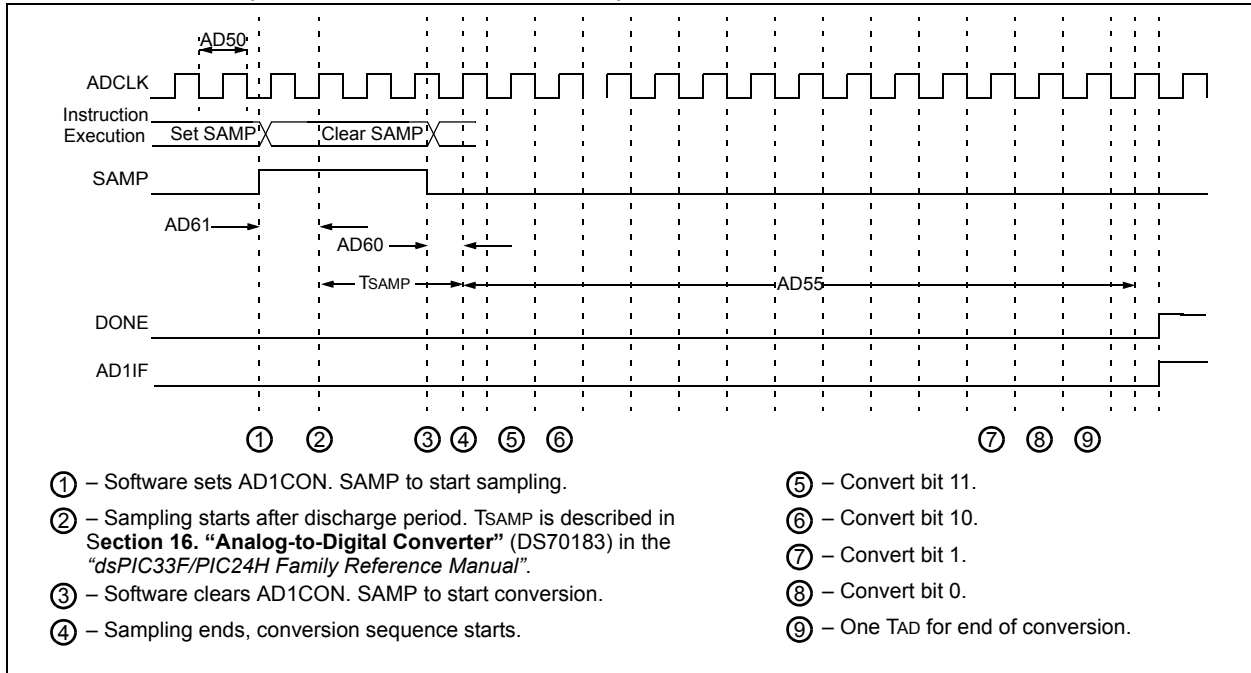 AD50
ADCLK
Instruction
Execution
Set SAMP
Clear SAMP
SAMP
AD61
AD60
TSAMP
AD55
DONE
AD1IF
1 2 3 4 5 6 7 8 9
1 – Software sets AD1CON. SAMP to start sampling.
2 – Sampling starts after discharge period. TSAMP is described in
Section 16. “Analog-to-Digital Converter” (DS70183) in the
“dsPIC33F/PIC24H Family Reference Manual”.
3 – Software clears AD1CON. SAMP to start conversion.
4 – Sampling ends, conversion sequence starts.
5 – Convert bit 11.
6 – Convert bit 10.
7 – Convert bit 1.
8 – Convert bit 0.
9 – One TAD for end of conversion.